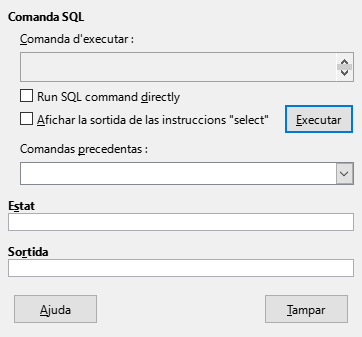 Comanda SQL
Comanda d'executar :
Run SQL command directly
Afichar la sortida de las instruccions "select"
Executar
Comandas precedentas :
Estat
Sortida
Ajuda
Tampar